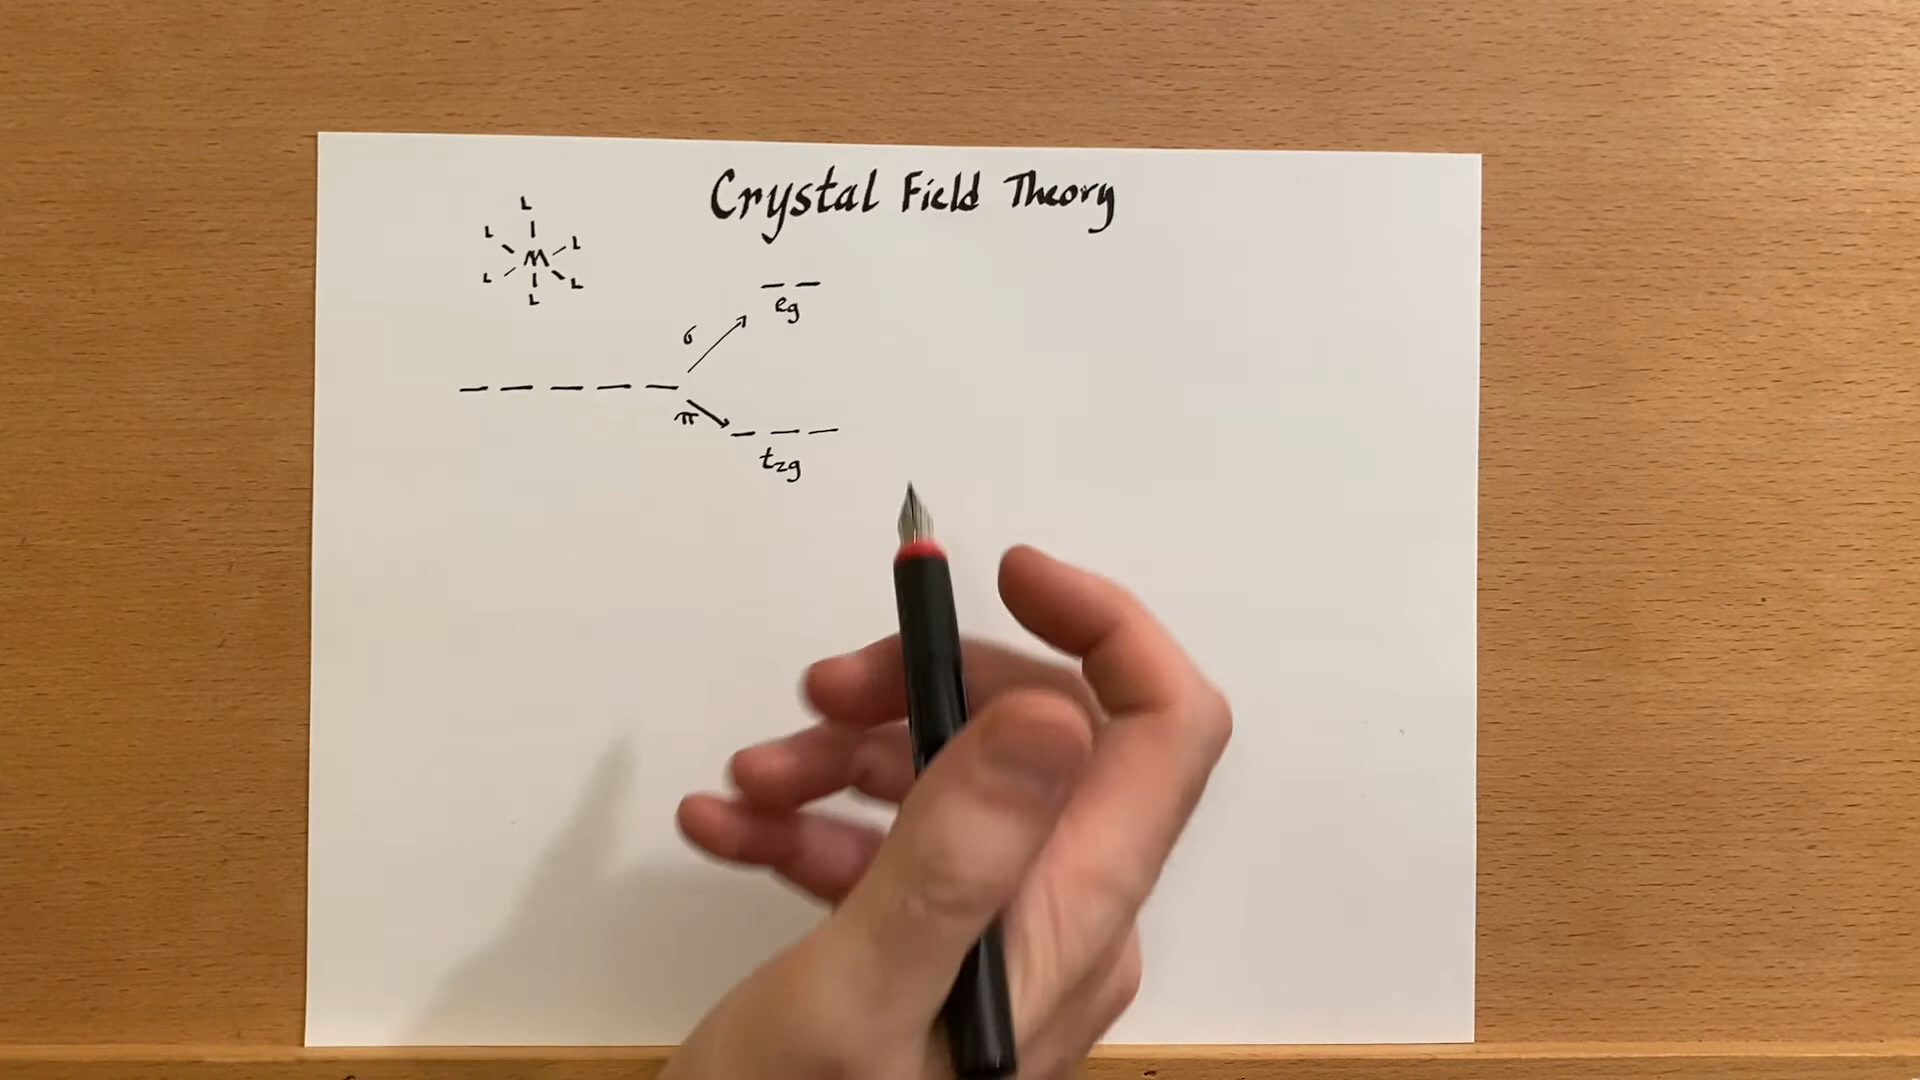 Crystal Field Theory
L
L L
M
L L
L
eg
σ
π
t2g